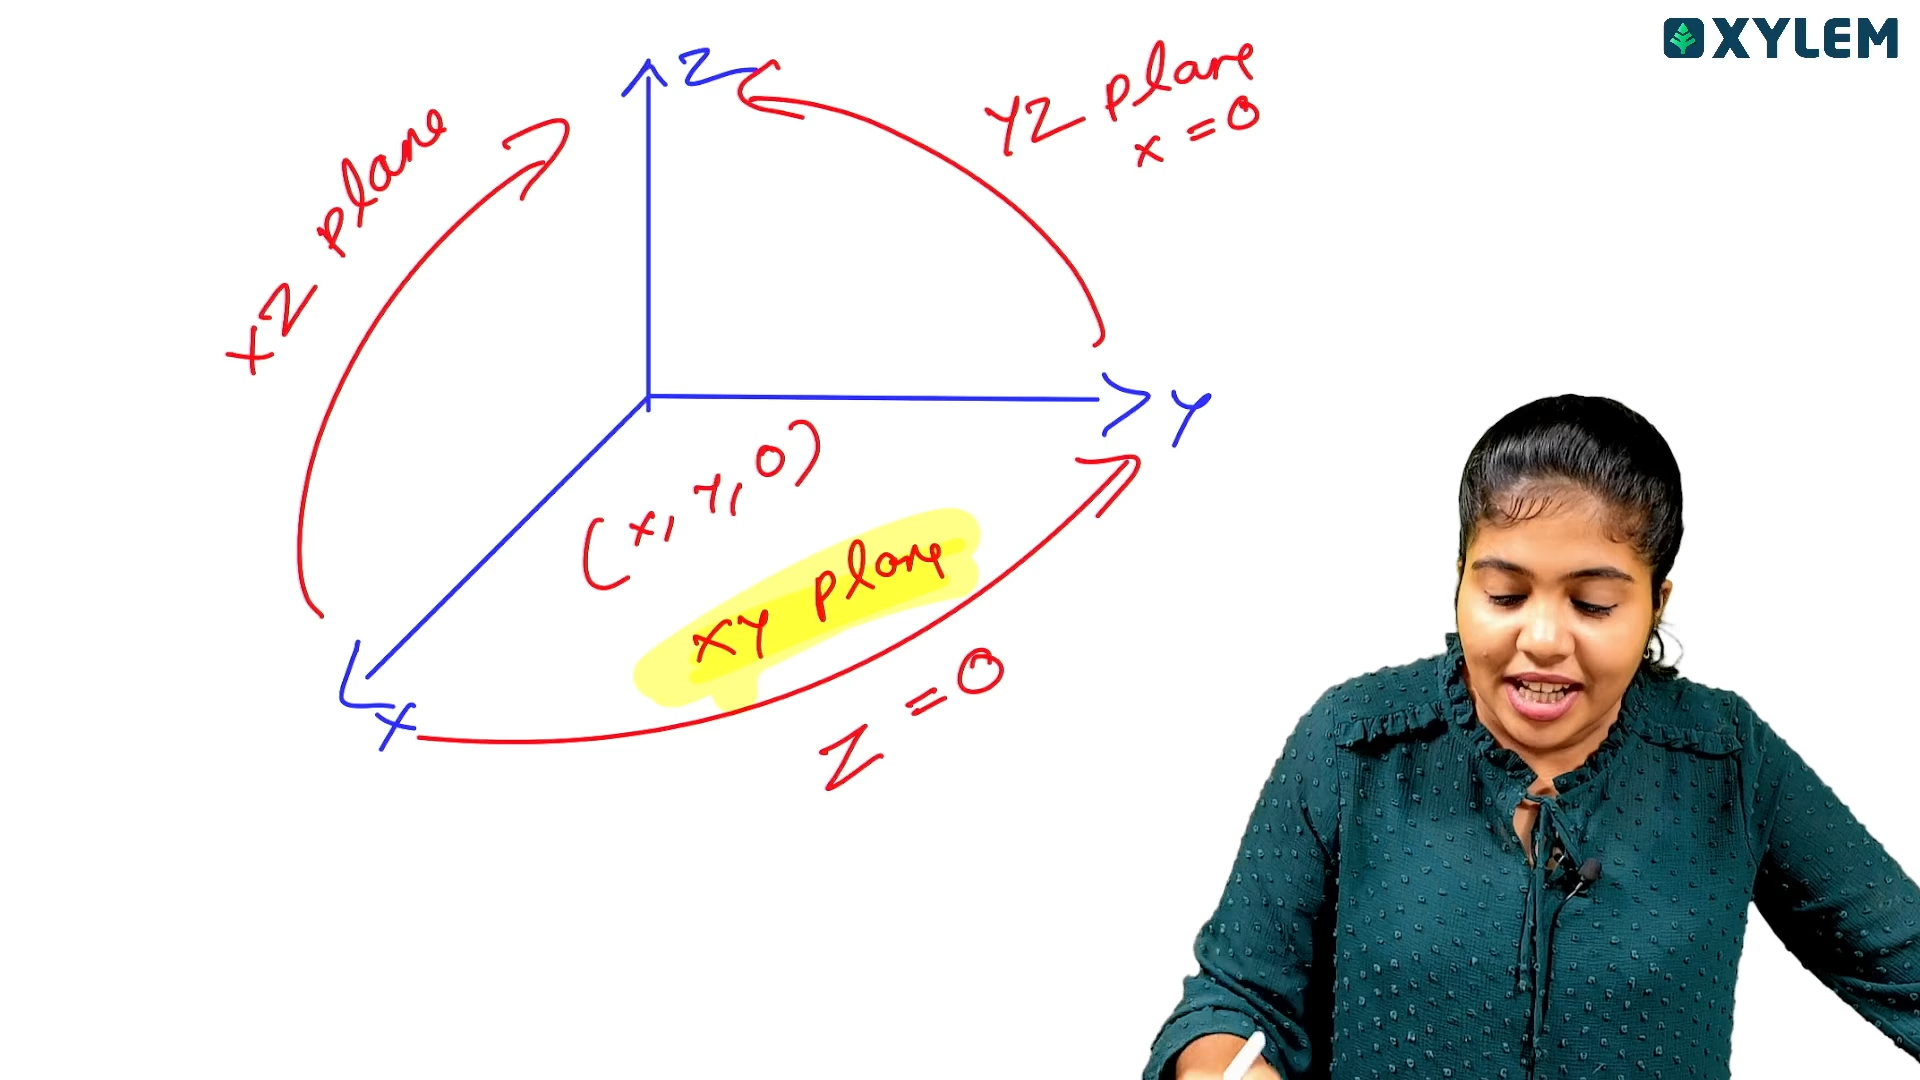 XYLEM
Z
YZ plane
x = 0
XZ plane
Y
(x, y, 0)
XY plane
Z = 0
X